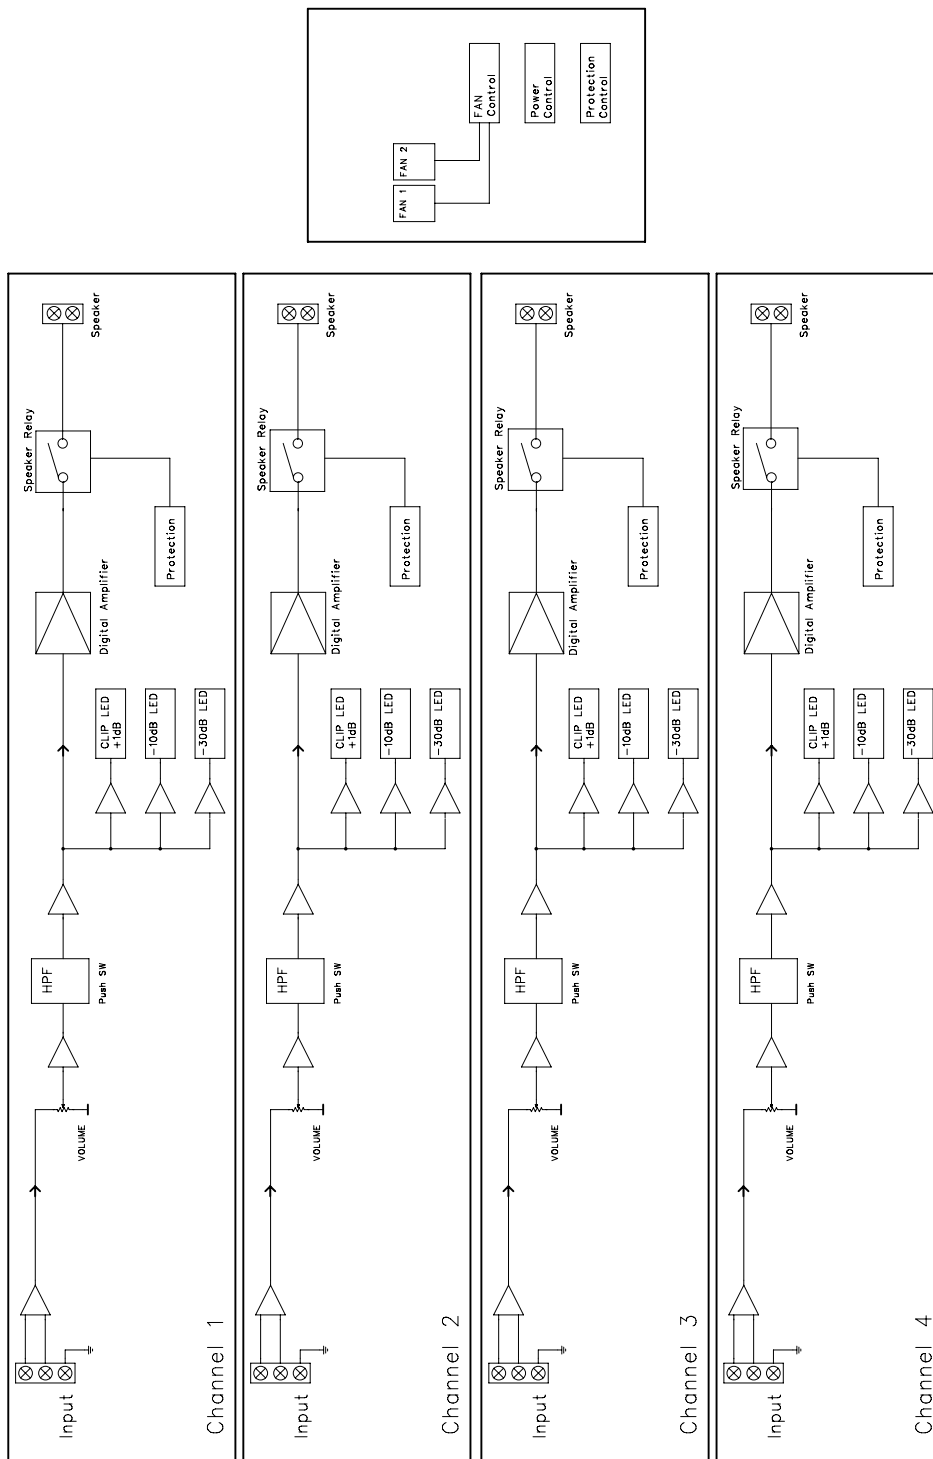 FAN 1
FAN 2
FAN
Control
Power
Control
Protection
Control
Channel 1
Input
VOLUME
HPF
Push SW
CLIP LED
+1dB
-10dB LED
-30dB LED
Digital Amplifier
Protection
Speaker Relay
Speaker
Channel 2
Input
VOLUME
HPF
Push SW
CLIP LED
+1dB
-10dB LED
-30dB LED
Digital Amplifier
Protection
Speaker Relay
Speaker
Channel 3
Input
VOLUME
HPF
Push SW
CLIP LED
+1dB
-10dB LED
-30dB LED
Digital Amplifier
Protection
Speaker Relay
Speaker
Channel 4
Input
VOLUME
HPF
Push SW
CLIP LED
+1dB
-10dB LED
-30dB LED
Digital Amplifier
Protection
Speaker Relay
Speaker